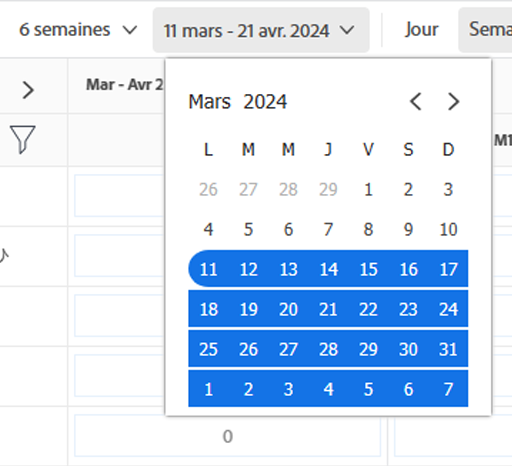 6 semaines 11 mars - 21 avr. 2024 Jour
Mar - Avr 2
Mars 2024
L M M J V S D
M1
26 27 28 29 1 2 3
4 5 6 7 8 9 10
11 12 13 14 15 16 17
18 19 20 21 22 23 24
25 26 27 28 29 30 31
1 2 3 4 5 6 7
0